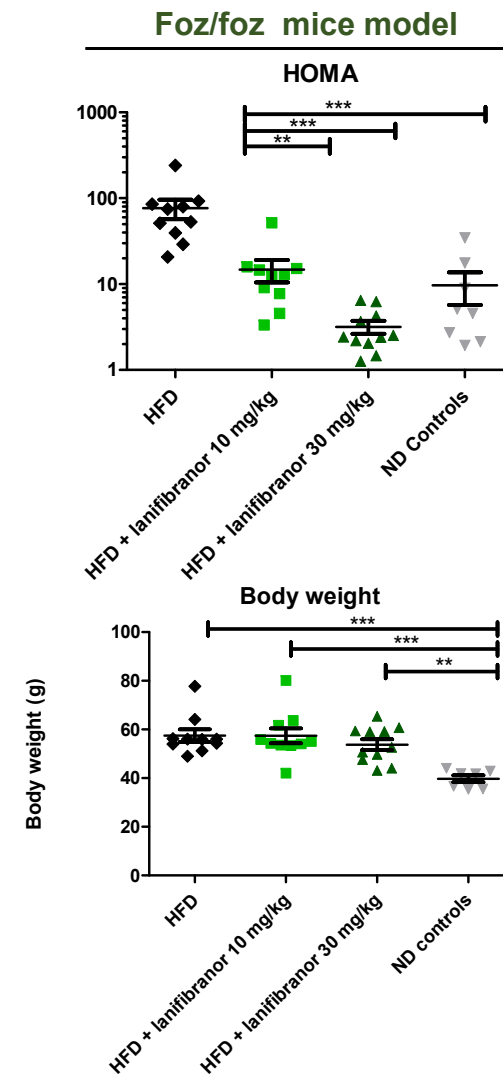 Foz/foz mice model
HOMA
***
***
**
1000
100
10
1
HFD
HFD + lanifibranor 10 mg/kg
HFD + lanifibranor 30 mg/kg
ND Controls
Body weight
***
***
**
Body weight (g)
100
80
60
40
20
0
HFD
HFD + lanifibranor 10 mg/kg
HFD + lanifibranor 30 mg/kg
ND controls